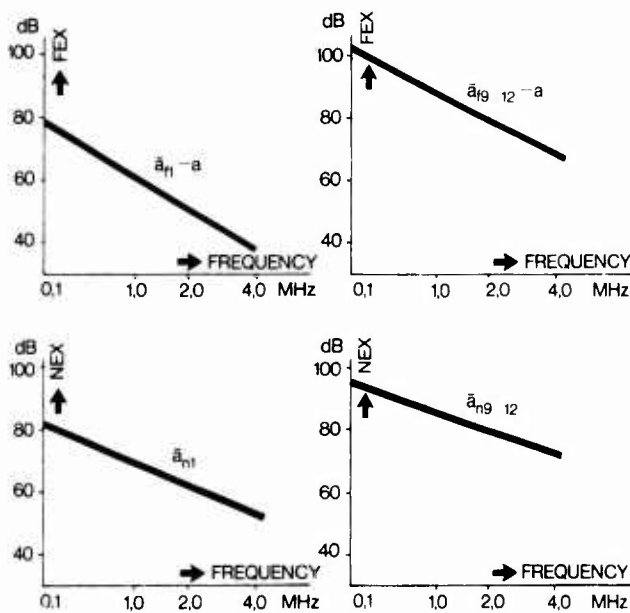 dB
FEX
100
80
60
40
ā_f1 – a
FREQUENCY
0,1 1,0 2,0 4,0 MHz
dB
FEX
100
80
60
40
ā_f9 12 – a
FREQUENCY
0,1 1,0 2,0 4,0 MHz
dB
NEX
100
80
60
40
ā_n1
FREQUENCY
0,1 1,0 2,0 4,0 MHz
dB
NEX
100
80
60
40
ā_n9 12
FREQUENCY
0,1 1,0 2,0 4,0 MHz